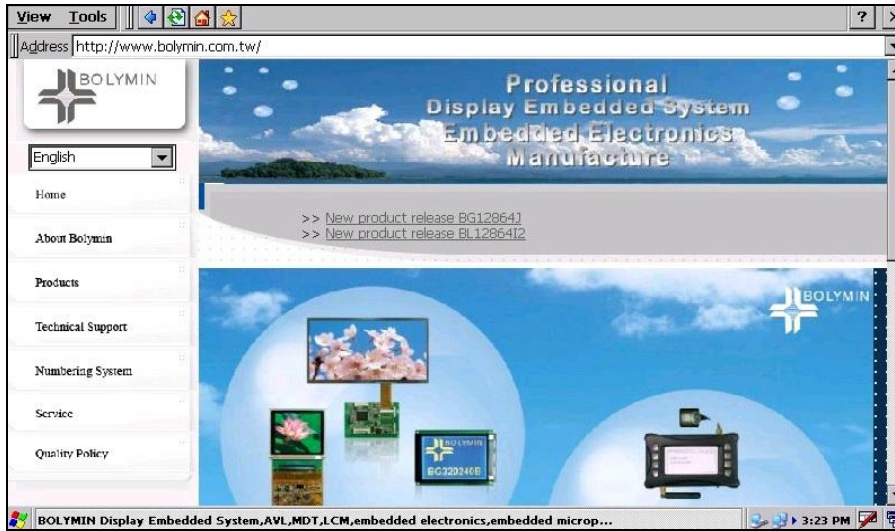 View Tools ?
Address http://www.bolymin.com.tw/
BOLYMIN
Professional
Display Embedded System
Embedded Electronics
Manufacture
English
Home
About Bolymin
Products
Technical Support
Numbering System
Service
Quality Policy
>> New product release BG12864J
>> New product release BL12864I2
BOLYMIN
BOLYMIN
BG320240B
BOLYMIN Display Embedded System,AVL,MDT,LCM,embedded electronics,embedded microp...
3:23 PM